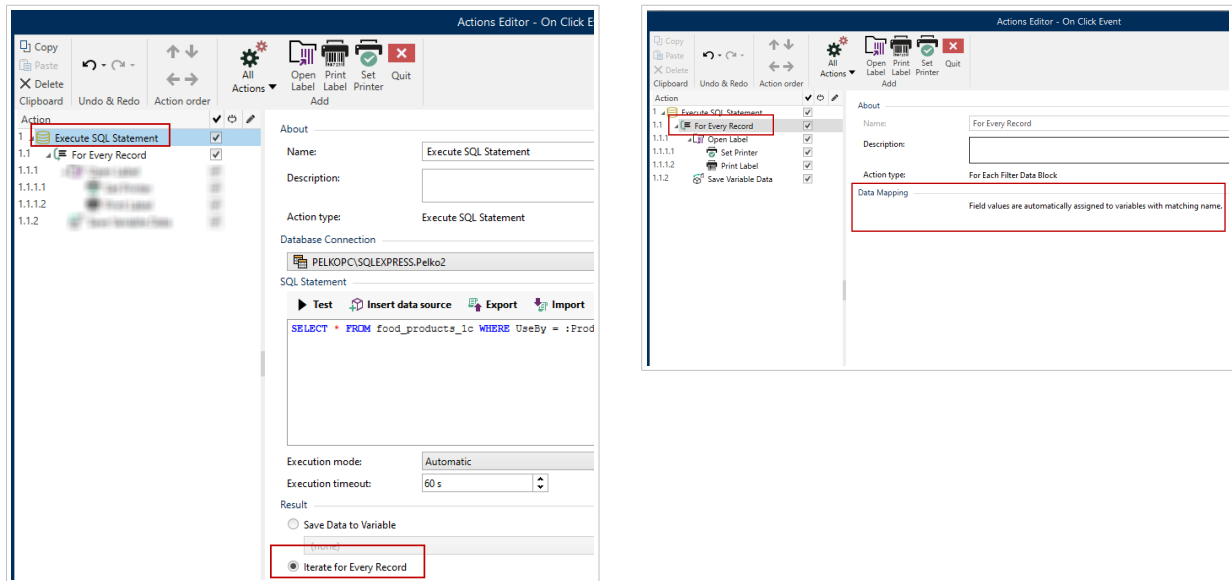 Actions Editor - On Click E
Copy
Paste
Delete
Clipboard
Undo & Redo
Action order
All
Actions
Open
Label
Print
Label
Set
Printer
Quit
Add
Action
1 Execute SQL Statement
1.1 For Every Record
1.1.1
1.1.1.1
1.1.1.2
1.1.2
About
Name: Execute SQL Statement
Description:
Action type: Execute SQL Statement
Database Connection
PELKOPC\SQLEXPRESS.Pelko2
SQL Statement
Test Insert data source Export Import
SELECT * FROM food_products_1c WHERE UseBy = :Prod
Execution mode: Automatic
Execution timeout: 60 s
Result
Save Data to Variable
(none)
Iterate for Every Record
Actions Editor - On Click Event
Copy
Paste
Delete
Clipboard
Undo & Redo
Action order
All
Actions
Open
Label
Print
Label
Set
Printer
Quit
Add
Action
1 Execute SQL Statement
1.1 For Every Record
1.1.1 Open Label
1.1.1.1 Set Printer
1.1.1.2 Print Label
1.1.2 Save Variable Data
About
Name: For Every Record
Description:
Action type: For Each Filter Data Block
Data Mapping
Field values are automatically assigned to variables with matching name.